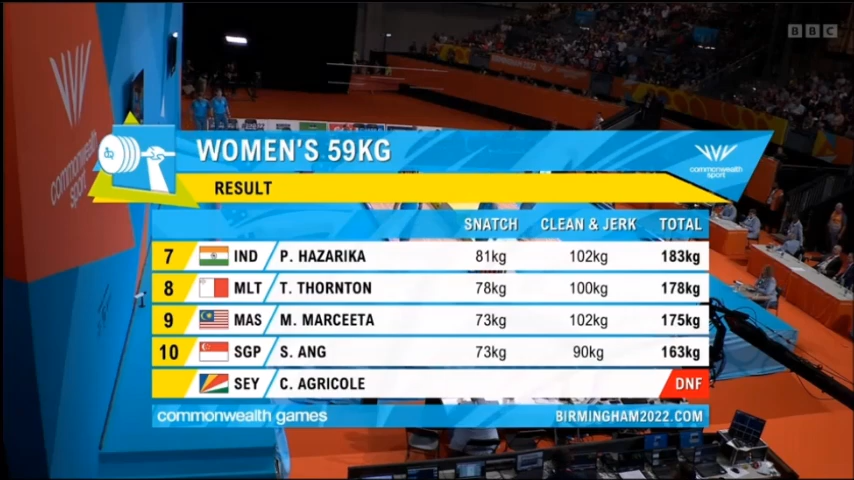 BBC
commonwealth
sport
WOMEN'S 59KG
commonwealth
sport
RESULT
SNATCH CLEAN & JERK TOTAL
7 IND P. HAZARIKA 81kg 102kg 183kg
8 MLT T. THORNTON 78kg 100kg 178kg
9 MAS M. MARCEETA 73kg 102kg 175kg
10 SGP S. ANG 73kg 90kg 163kg
SEY C. AGRICOLE DNF
commonwealth games BIRMINGHAM2022.COM